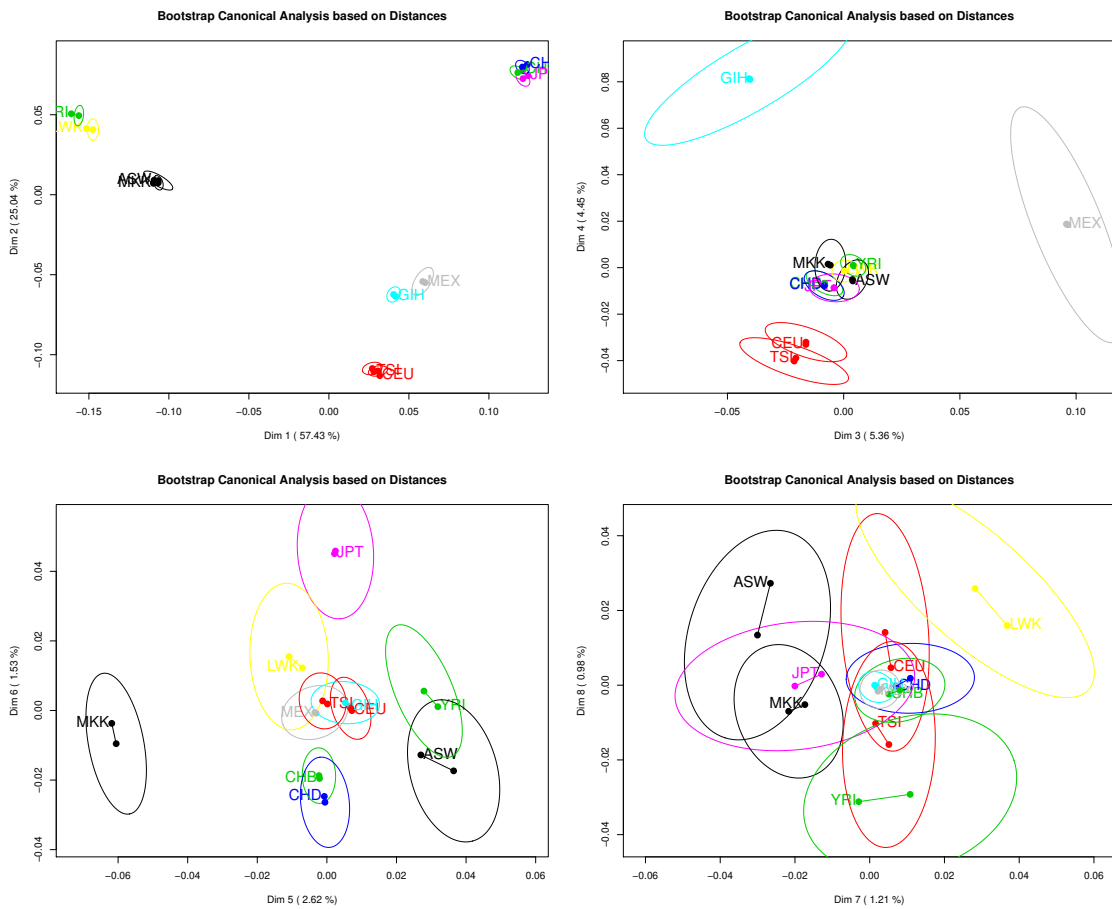 Bootstrap Canonical Analysis based on Distances
Dim 2 ( 25.04 %)
0.05
0.00
−0.05
−0.10
RI
ASW
MKK
MEX
GIH
TSI
CEU
−0.15
−0.10
−0.05
0.00
0.05
0.10
Dim 1 ( 57.43 %)
Bootstrap Canonical Analysis based on Distances
Dim 4 ( 4.45 %)
0.08
0.06
0.04
0.02
0.00
−0.02
−0.04
GIH
MEX
MKK
YRI
ASW
CHD
CEU
TSI
−0.05
0.00
0.05
0.10
Dim 3 ( 5.36 %)
Bootstrap Canonical Analysis based on Distances
Dim 6 ( 1.53 %)
0.04
0.02
0.00
−0.02
−0.04
JPT
LWK
TSI
MEX
CEU
YRI
MKK
ASW
CHB
CHD
−0.06
−0.04
−0.02
0.00
0.02
0.04
0.06
Dim 5 ( 2.62 %)
Bootstrap Canonical Analysis based on Distances
Dim 8 ( 0.98 %)
0.04
0.02
0.00
−0.02
−0.04
ASW
LWK
JPT
CEU
CHD
CHB
MKK
TSI
YRI
−0.06
−0.04
−0.02
0.00
0.02
0.04
0.06
Dim 7 ( 1.21 %)